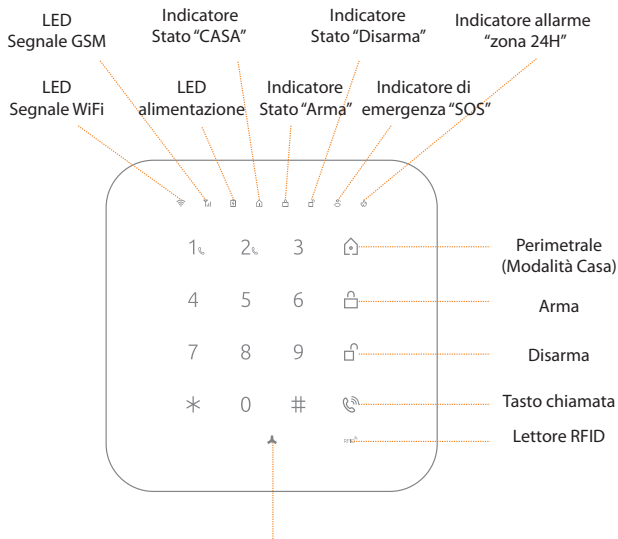 LED
Segnale GSM
Indicatore
Stato “CASA”
Indicatore
Stato “Disarma”
Indicatore allarme
“zona 24H”
LED
Segnale WiFi
LED
alimentazione
Indicatore
Stato “Arma”
Indicatore di
emergenza “SOS”
1 2 3
Perimetrale
(Modalità Casa)
4 5 6
Arma
7 8 9
Disarma
* 0 #
Tasto chiamata
RFID
Lettore RFID